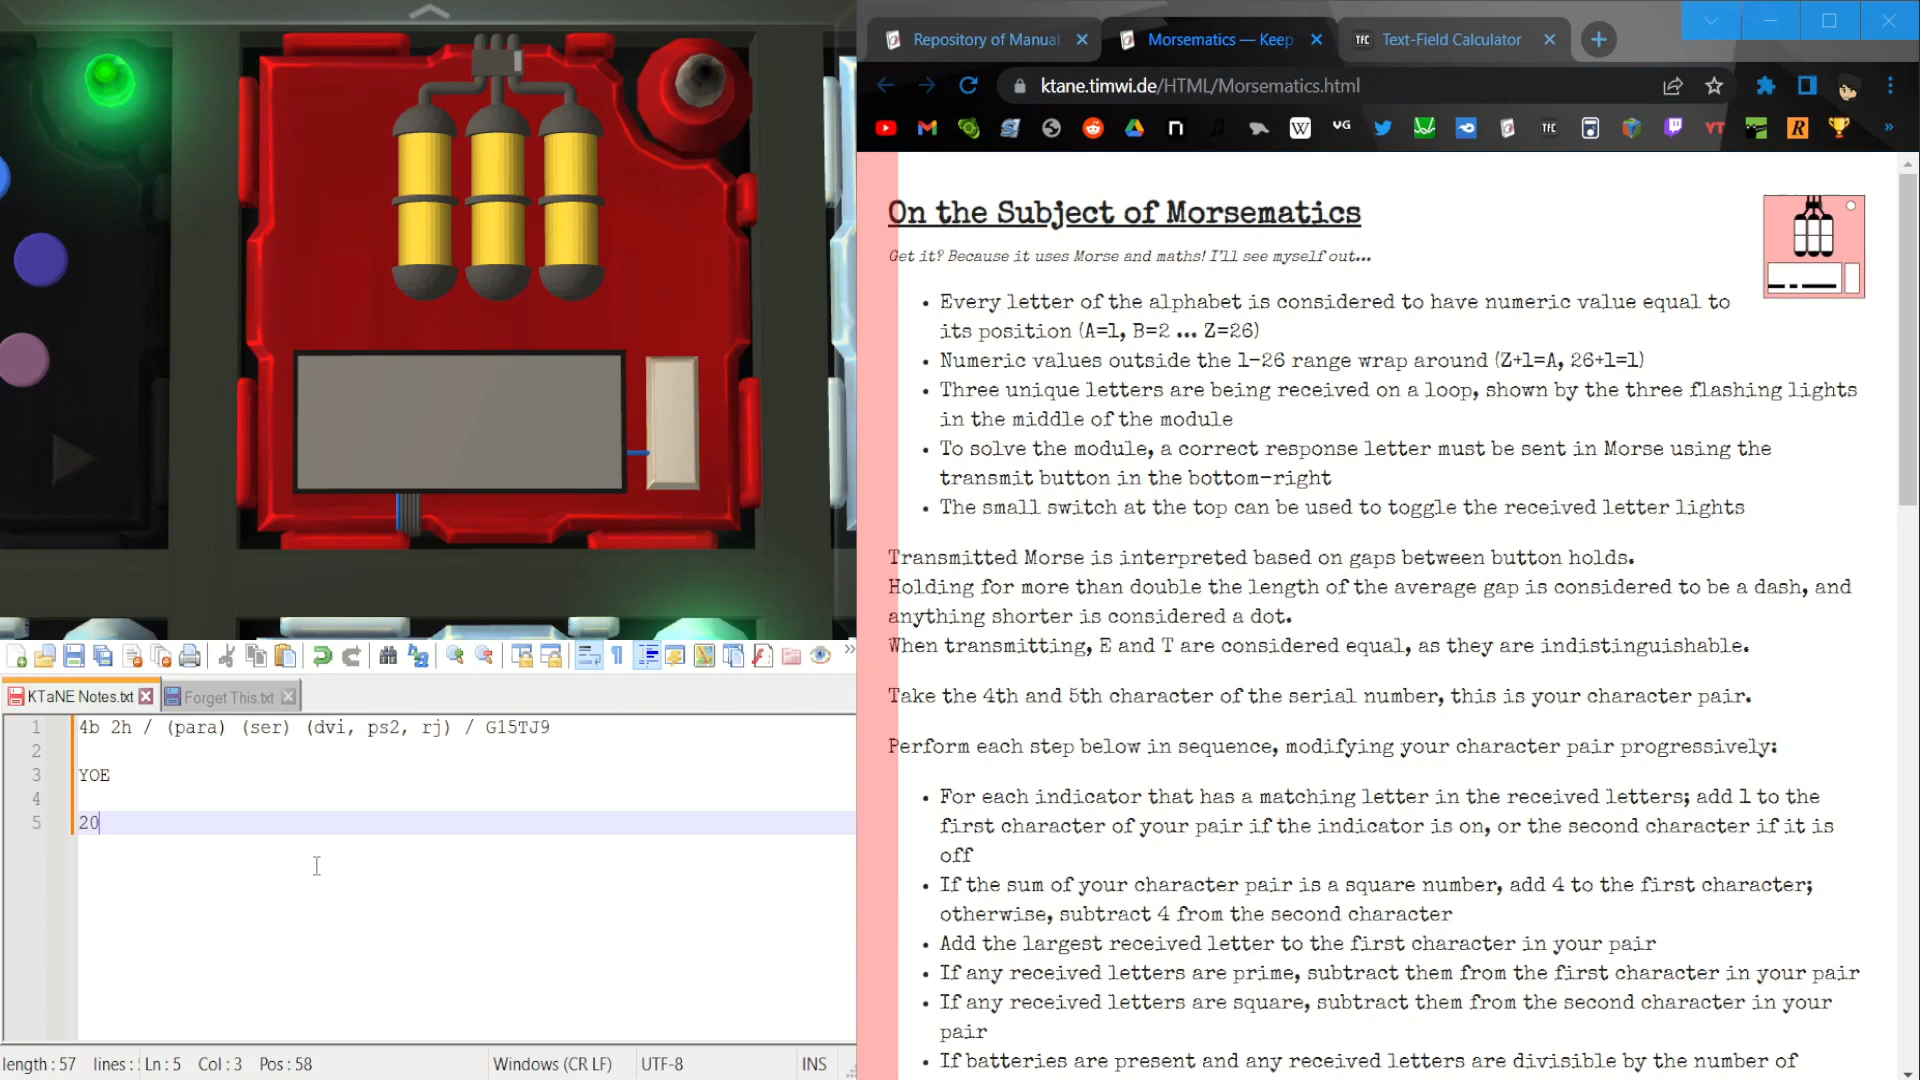 Repository of Manual
Morsematics — Keep
TFC Text-Field Calculator
ktane.timwi.de/HTML/Morsematics.html
W
VG
TFC
YT
R
»
On the Subject of Morsematics
Get it? Because it uses Morse and maths! I'll see myself out...
• Every letter of the alphabet is considered to have numeric value equal to
its position (A=1, B=2 ... Z=26)
• Numeric values outside the 1-26 range wrap around (Z+1=A, 26+1=1)
• Three unique letters are being received on a loop, shown by the three flashing lights
in the middle of the module
• To solve the module, a correct response letter must be sent in Morse using the
transmit button in the bottom-right
• The small switch at the top can be used to toggle the received letter lights
Transmitted Morse is interpreted based on gaps between button holds.
Holding for more than double the length of the average gap is considered to be a dash, and
anything shorter is considered a dot.
When transmitting, E and T are considered equal, as they are indistinguishable.
Take the 4th and 5th character of the serial number, this is your character pair.
Perform each step below in sequence, modifying your character pair progressively:
• For each indicator that has a matching letter in the received letters; add 1 to the
first character of your pair if the indicator is on, or the second character if it is
off
• If the sum of your character pair is a square number, add 4 to the first character;
otherwise, subtract 4 from the second character
• Add the largest received letter to the first character in your pair
• If any received letters are prime, subtract them from the first character in your pair
• If any received letters are square, subtract them from the second character in your
pair
• If batteries are present and any received letters are divisible by the number of
KTaNE Notes.txt
Forget This.txt
1 4b 2h / (para) (ser) (dvi, ps2, rj) / G15TJ9
2
3 YOE
4
5 20
length : 57 lines : Ln : 5 Col : 3 Pos : 58 Windows (CR LF) UTF-8 INS